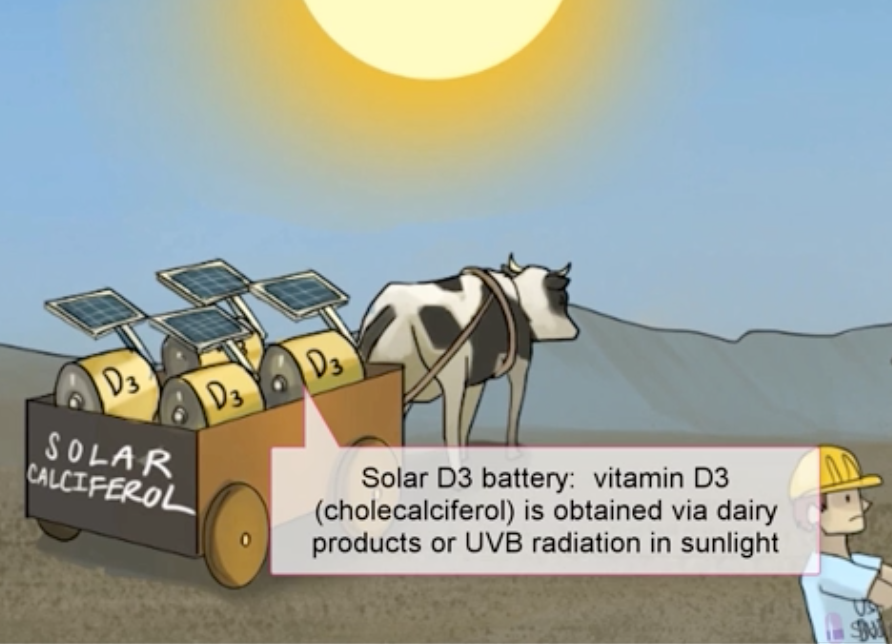 D3
D3
D3
SOLAR
CALCIFEROL
Solar D3 battery: vitamin D3
(cholecalciferol) is obtained via dairy
products or UVB radiation in sunlight